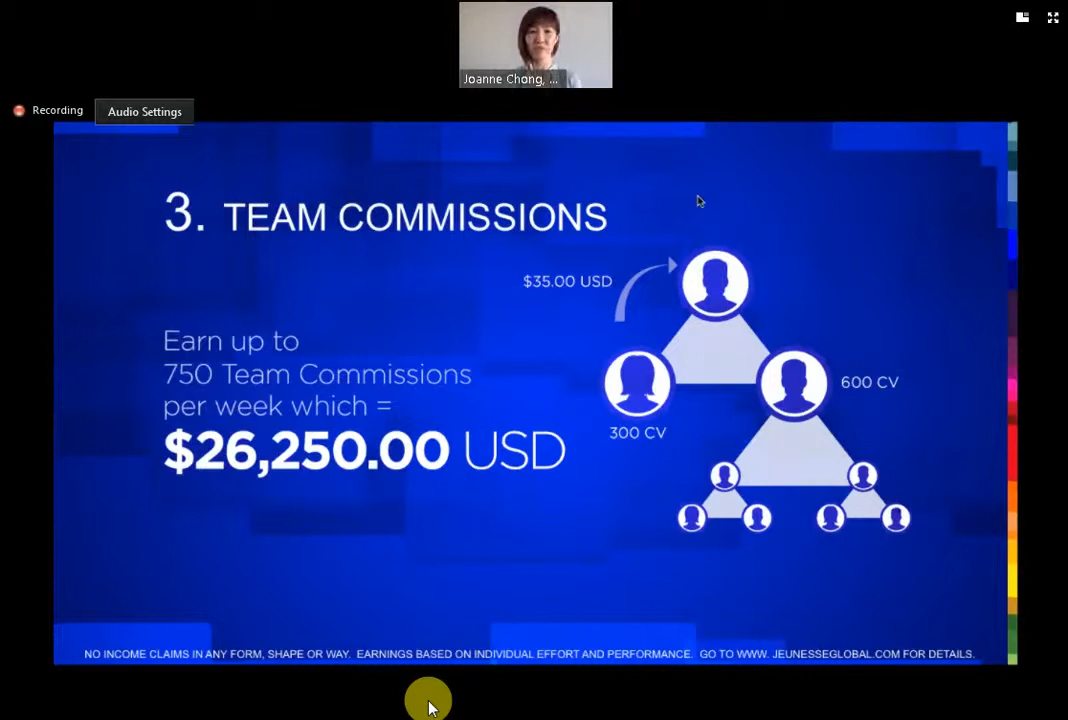 Joanne Chong, ...
Recording
Audio Settings
3. TEAM COMMISSIONS
$35.00 USD
Earn up to
750 Team Commissions
per week which =
$26,250.00 USD
600 CV
300 CV
NO INCOME CLAIMS IN ANY FORM, SHAPE OR WAY. EARNINGS BASED ON INDIVIDUAL EFFORT AND PERFORMANCE. GO TO WWW. JEUNESSEGLOBAL.COM FOR DETAILS.